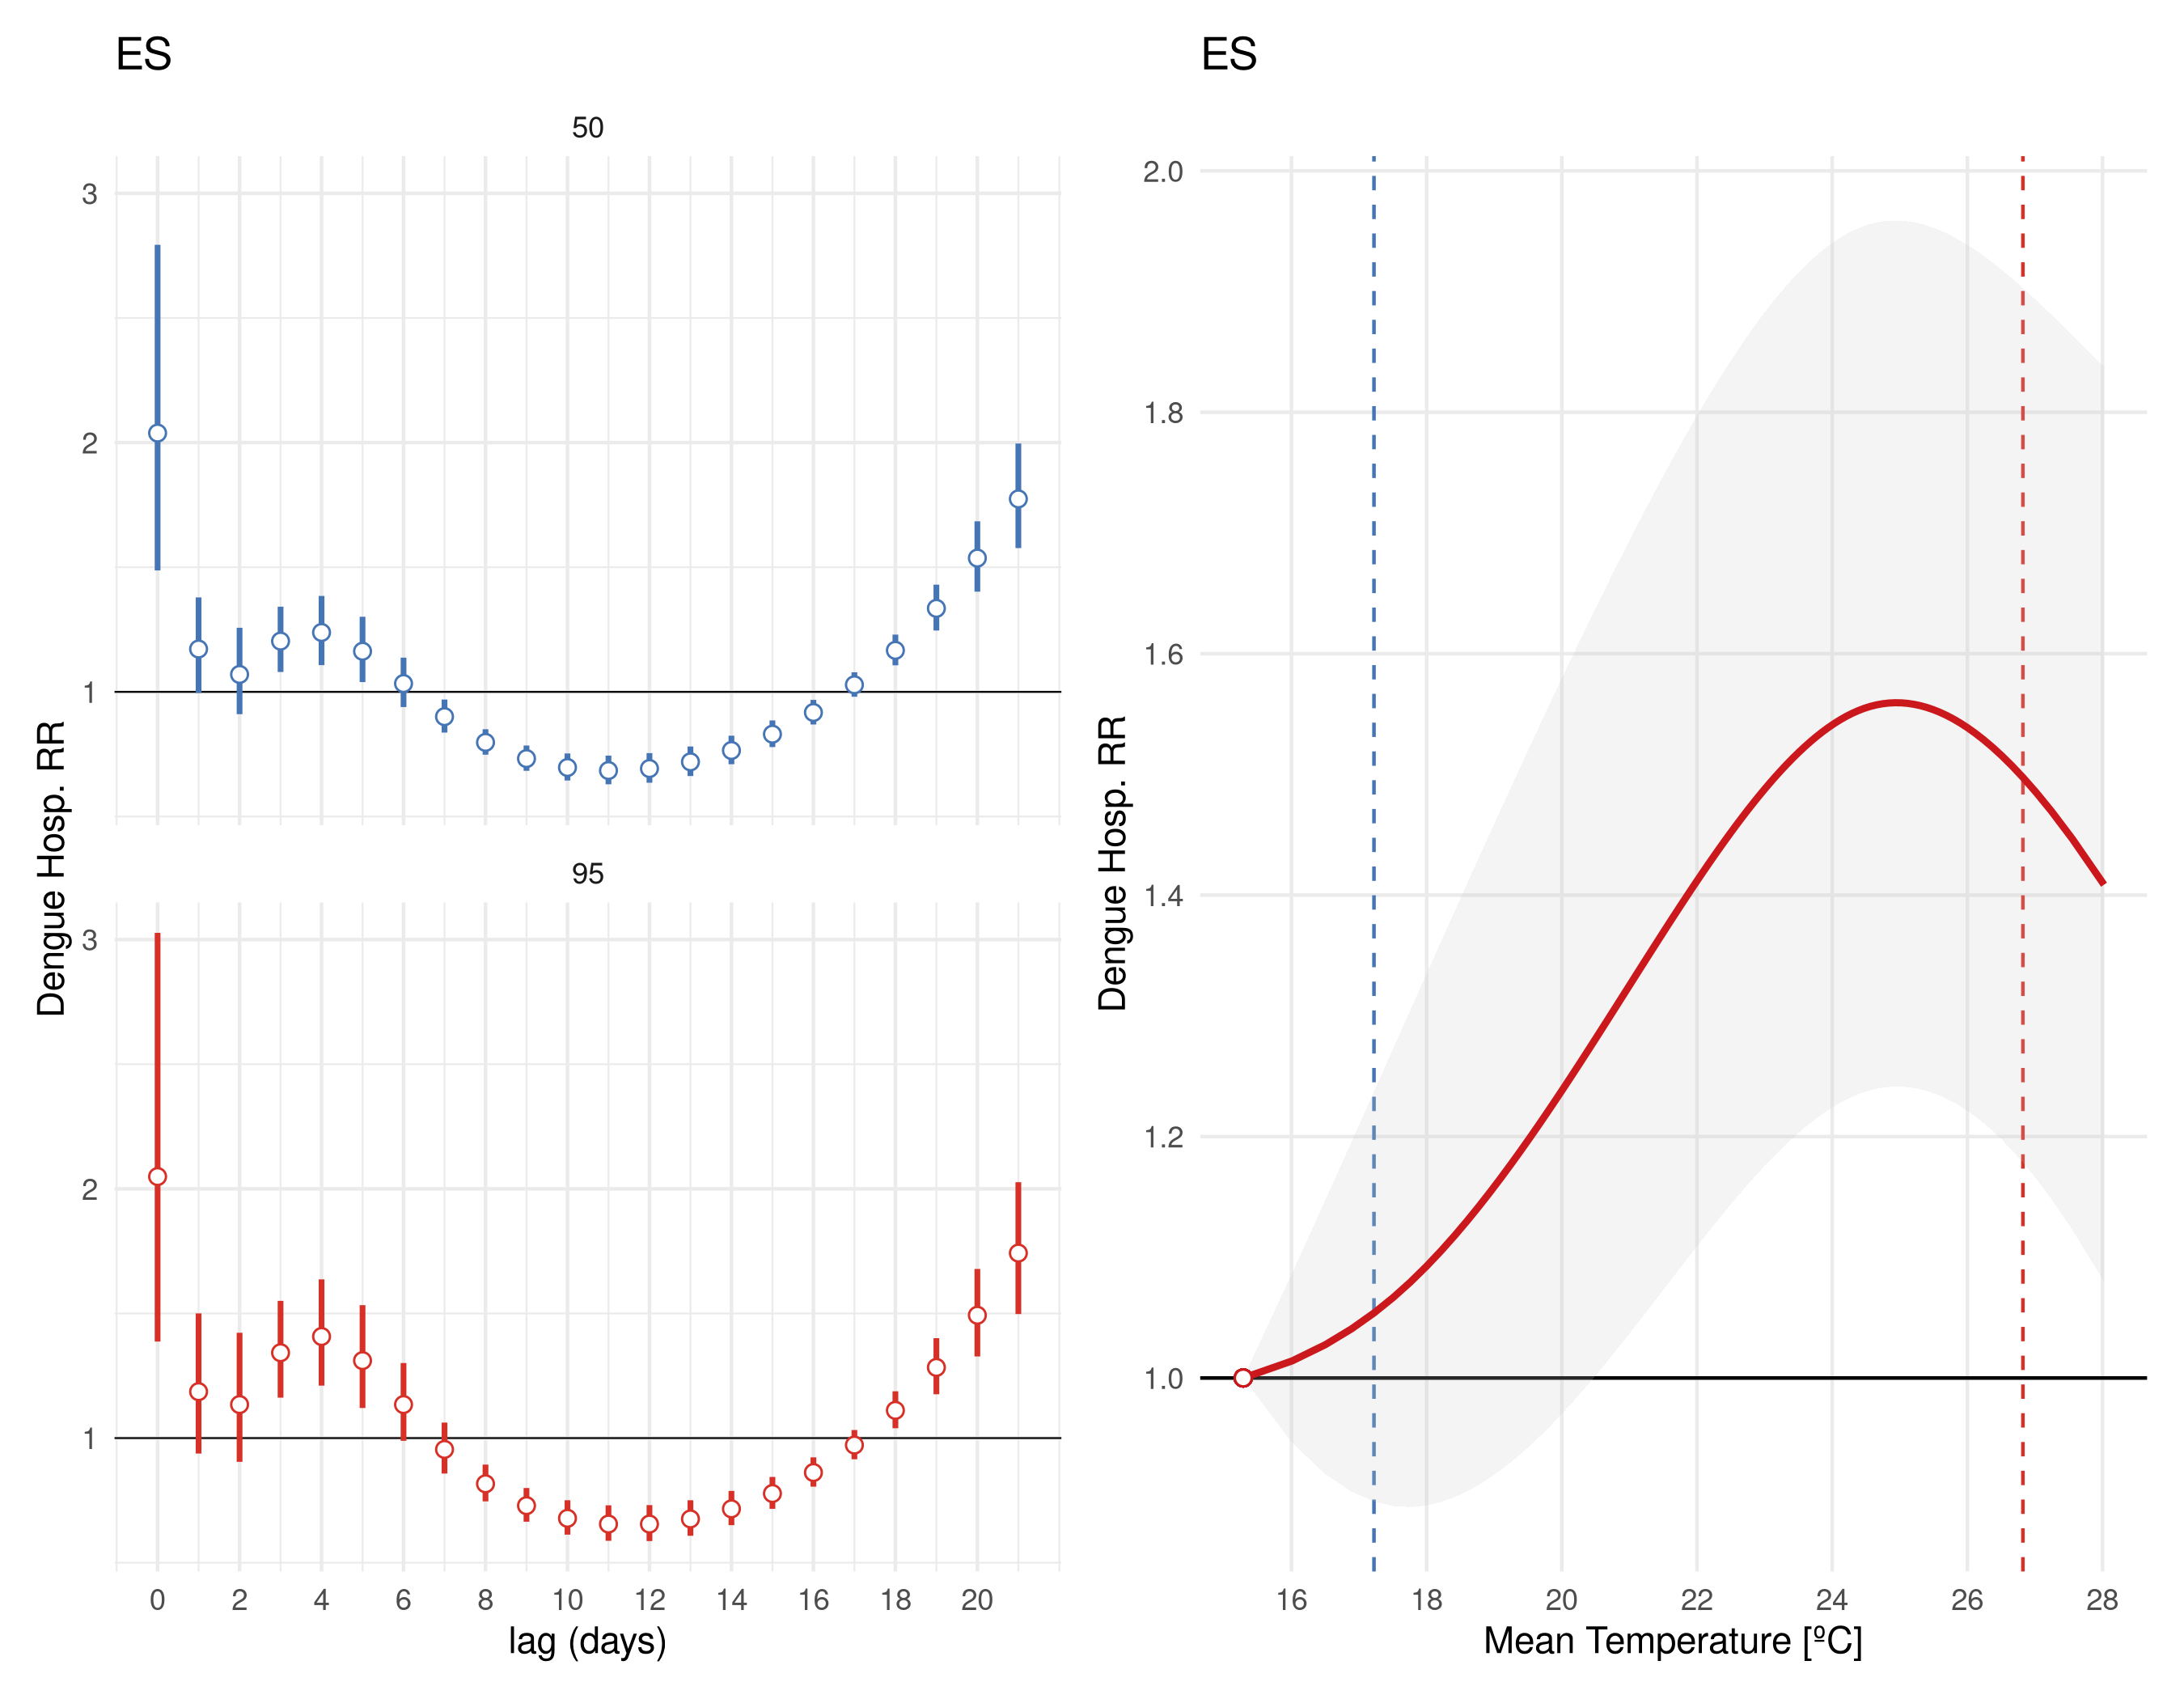 ES
50
3
2
1
95
3
2
1
0 2 4 6 8 10 12 14 16 18 20
lag (days)
Dengue Hosp. RR
ES
2.0
1.8
1.6
1.4
1.2
1.0
16 18 20 22 24 26 28
Mean Temperature [ºC]
Dengue Hosp. RR